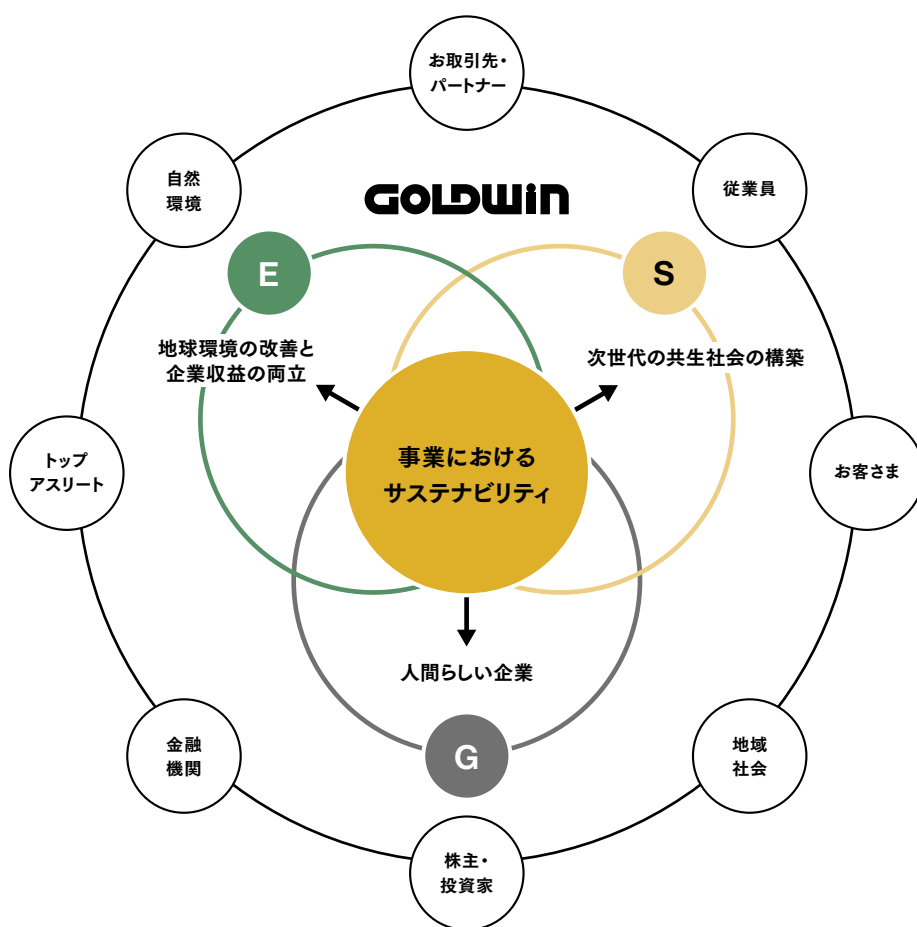 お取引先・
パートナー
自然
環境
GOLDWIN
従業員
E
S
地球環境の改善と
企業収益の両立
次世代の共生社会の構築
トップ
アスリート
事業における
サステナビリティ
お客さま
人間らしい企業
金融
機関
G
地域
社会
株主・
投資家